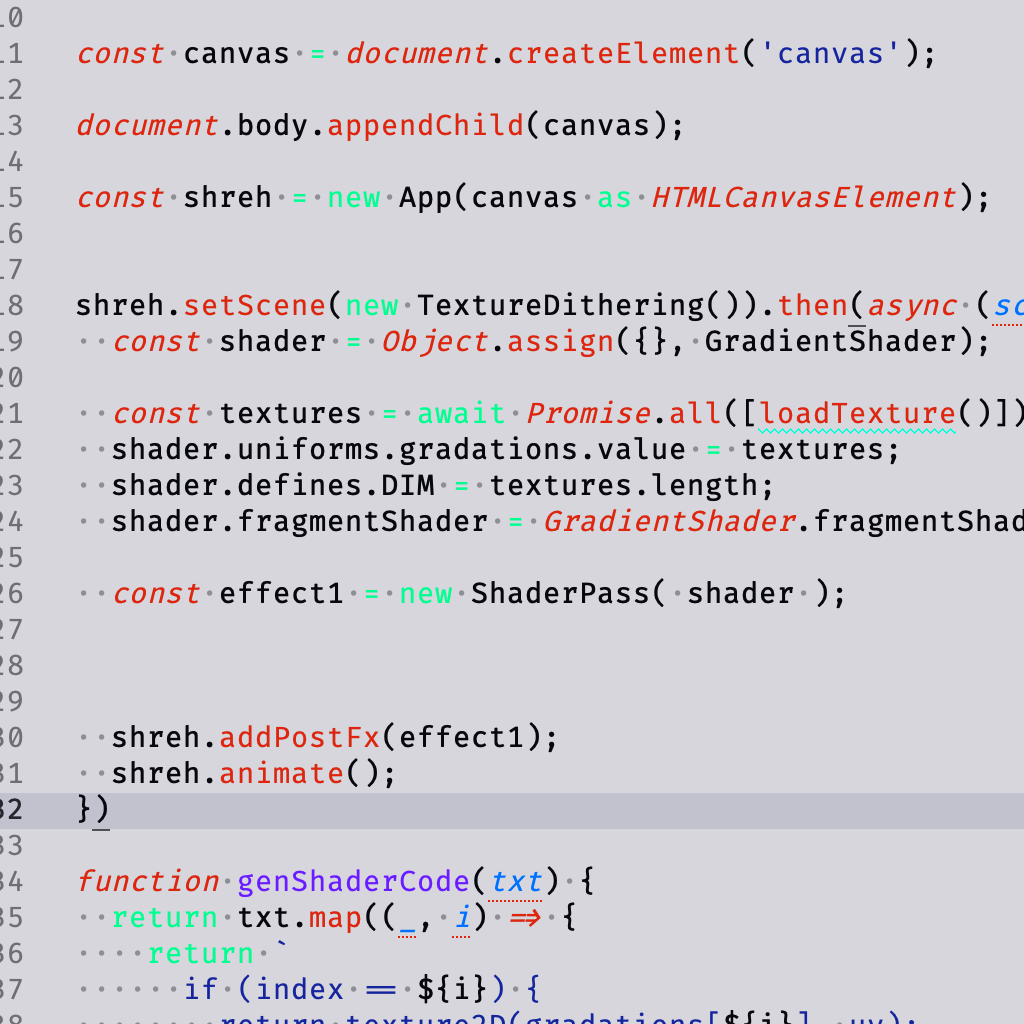 10
11 const canvas = document.createElement('canvas');
12
13 document.body.appendChild(canvas);
14
15 const shreh = new App(canvas as HTMLCanvasElement);
16
17
18 shreh.setScene(new TextureDithering()).then(async (sc
19 const shader = Object.assign({}, GradientShader);
20
21 const textures = await Promise.all([loadTexture()])
22 shader.uniforms.gradations.value = textures;
23 shader.defines.DIM = textures.length;
24 shader.fragmentShader = GradientShader.fragmentShad
25
26 const effect1 = new ShaderPass( shader );
27
28
29
30 shreh.addPostFx(effect1);
31 shreh.animate();
32 })
33
34 function genShaderCode(txt) {
35 return txt.map((_, i) => {
36 return `
37 if (index == ${i}) {
38 return texture2D(gradations[${i}], uv);